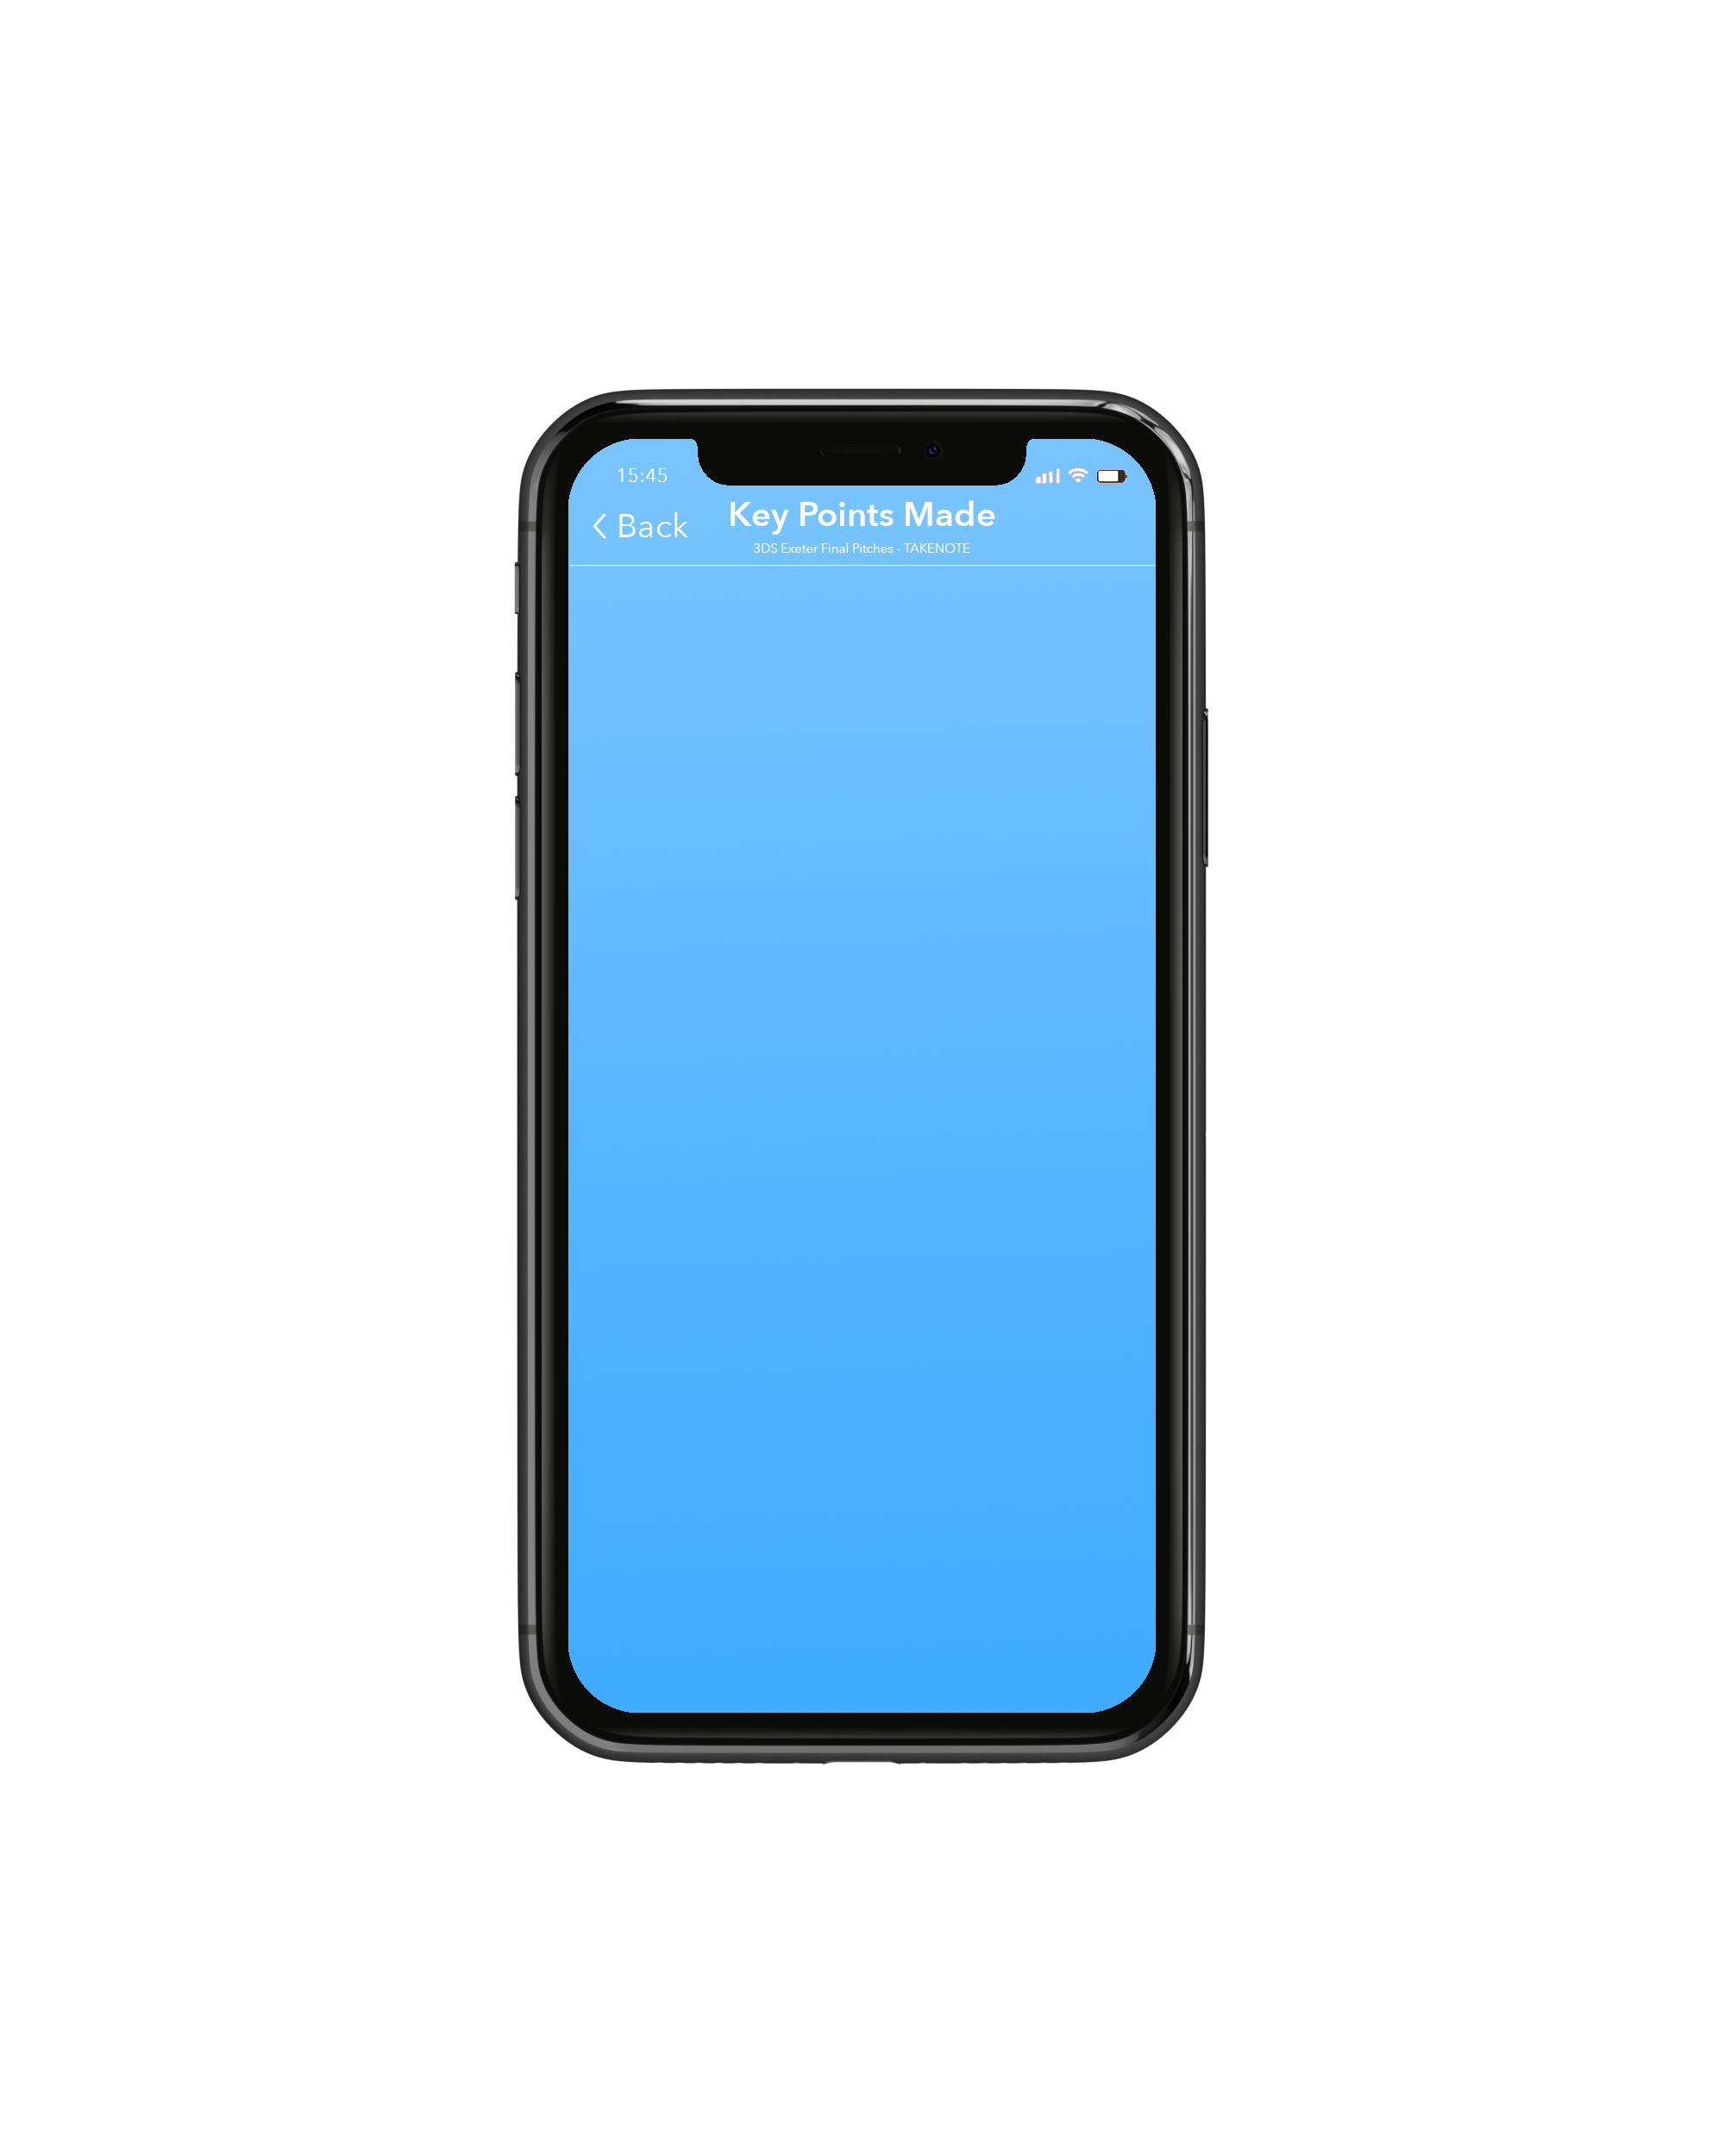 15:45
Back
Key Points Made
3DS Exeter Final Pitches - TAKENOTE